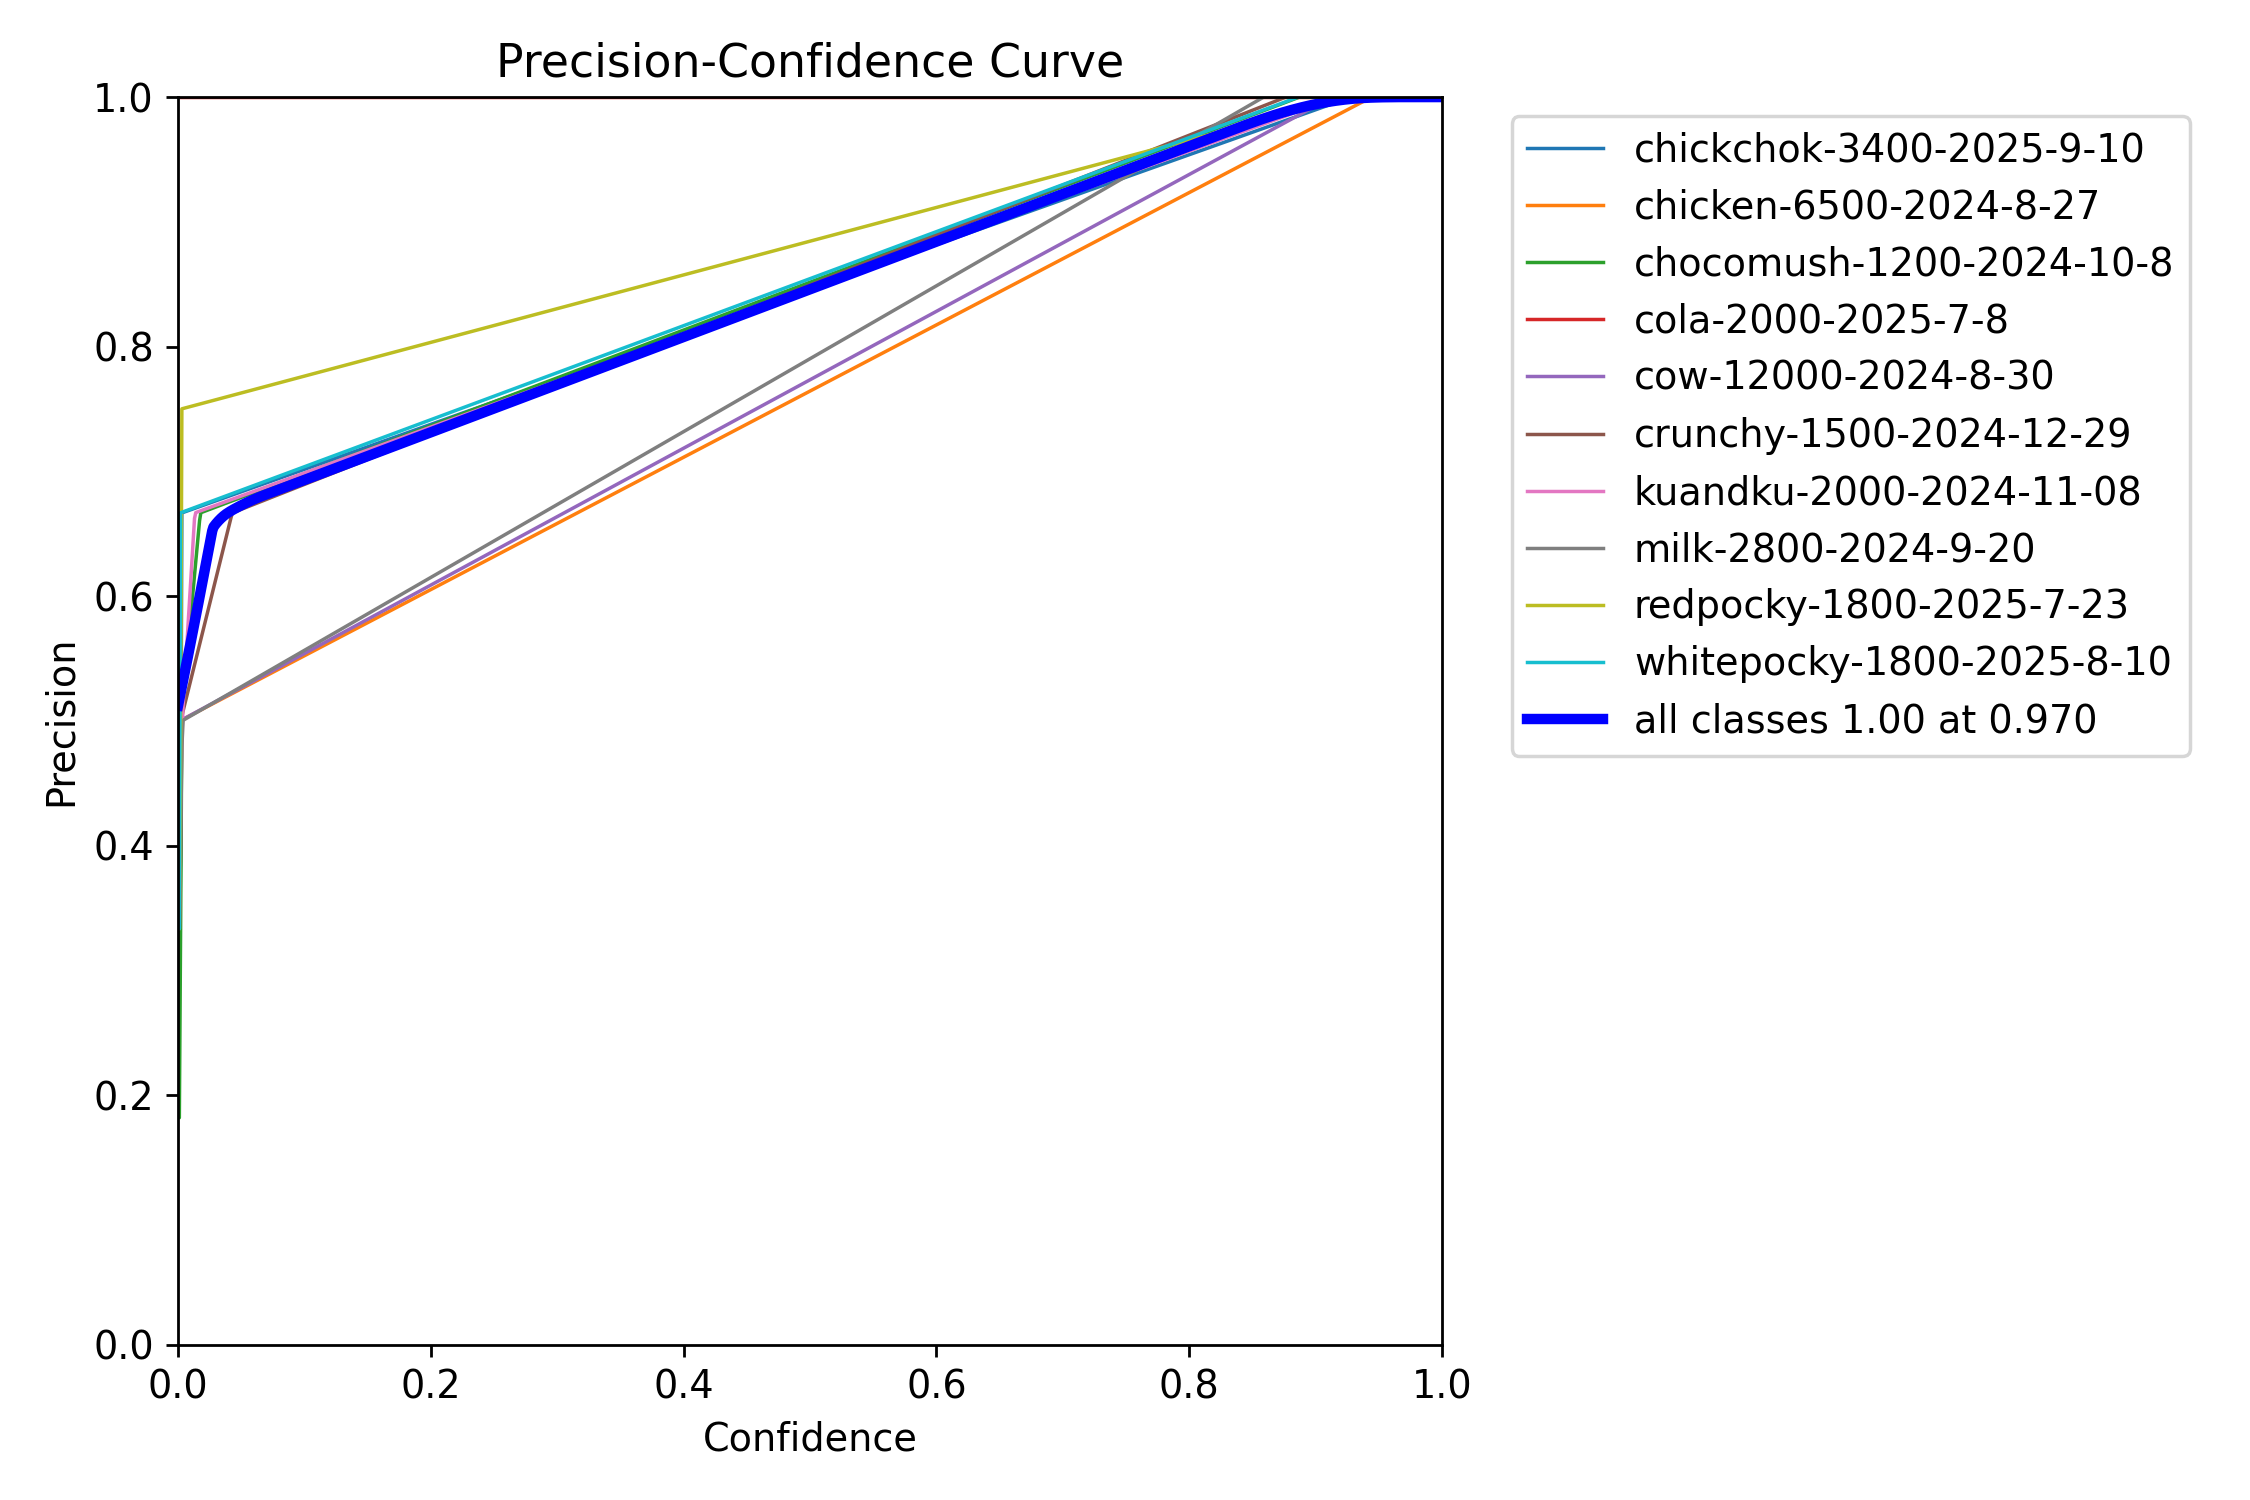 Precision-Confidence Curve
1.0
0.8
0.6
0.4
0.2
0.0
Precision
0.0 0.2 0.4 0.6 0.8 1.0
Confidence
chickchok-3400-2025-9-10
chicken-6500-2024-8-27
chocomush-1200-2024-10-8
cola-2000-2025-7-8
cow-12000-2024-8-30
crunchy-1500-2024-12-29
kuandku-2000-2024-11-08
milk-2800-2024-9-20
redpocky-1800-2025-7-23
whitepocky-1800-2025-8-10
all classes 1.00 at 0.970